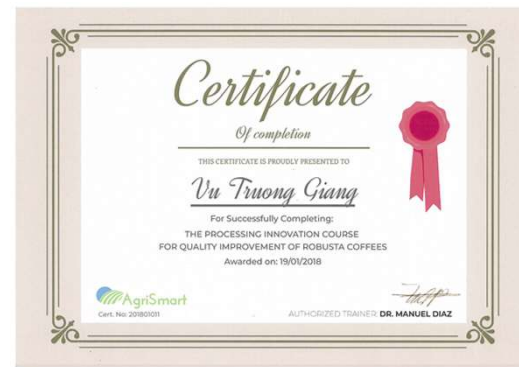 Certificate
Of completion
THIS CERTIFICATE IS PROUDLY PRESENTED TO
Vu Truong Giang
For Successfully Completing:
THE PROCESSING INNOVATION COURSE
FOR QUALITY IMPROVEMENT OF ROBUSTA COFFEES
Awarded on: 19/01/2018
AgriSmart
Cert. No: 201801011
AUTHORIZED TRAINER: DR. MANUEL DIAZ